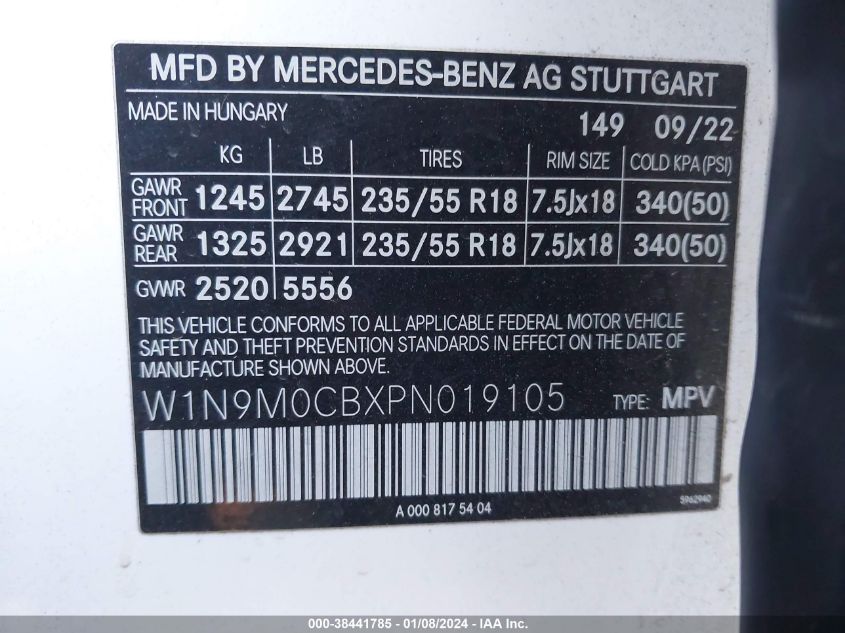 MFD BY MERCEDES-BENZ AG STUTTGART
MADE IN HUNGARY 149 09/22
KG LB TIRES RIM SIZE COLD KPA (PSI)
GAWR FRONT 1245 2745 235/55 R18 7.5Jx18 340(50)
GAWR REAR 1325 2921 235/55 R18 7.5Jx18 340(50)
GVWR 2520 5556
THIS VEHICLE CONFORMS TO ALL APPLICABLE FEDERAL MOTOR VEHICLE
SAFETY AND THEFT PREVENTION STANDARDS IN EFFECT ON THE DATE OF
MANUFACTURE SHOWN ABOVE.
W1N9M0CBXPN019105 TYPE: MPV
A 000 817 54 04 5962940
000-38441785 - 01/08/2024 - IAA Inc.